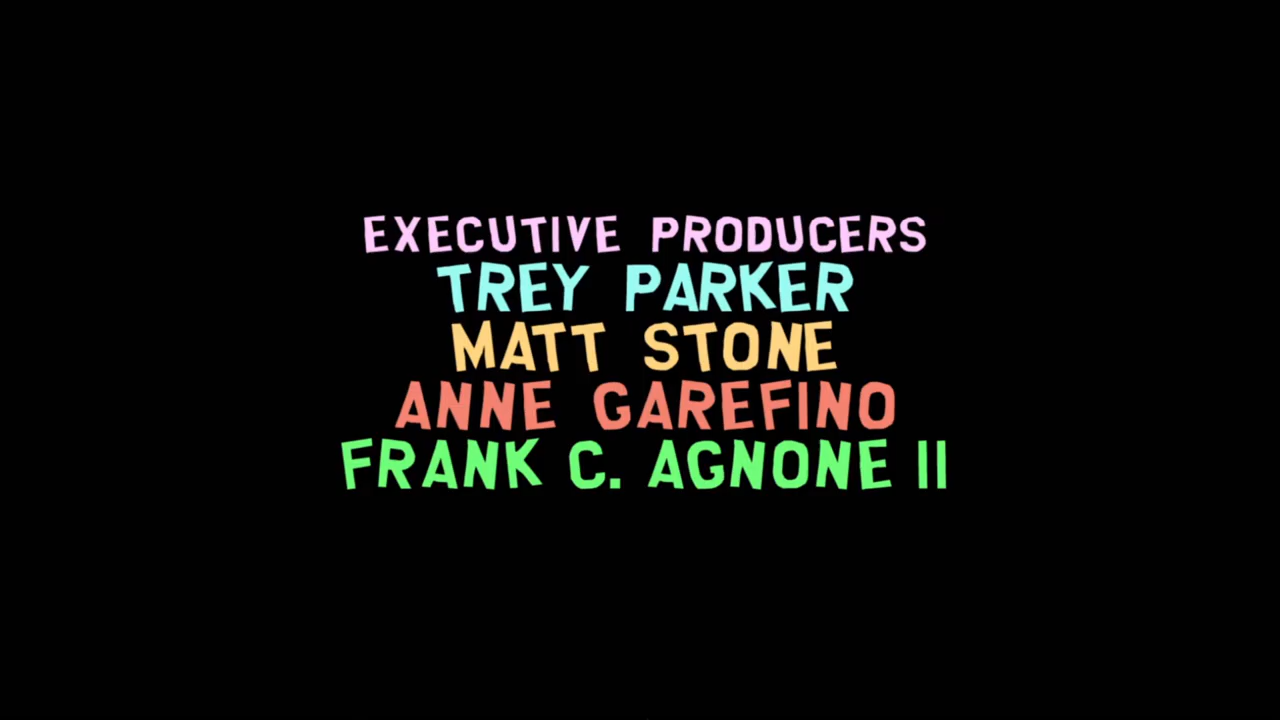 EXECUTIVE PRODUCERS
TREY PARKER
MATT STONE
ANNE GAREFINO
FRANK C. AGNONE II